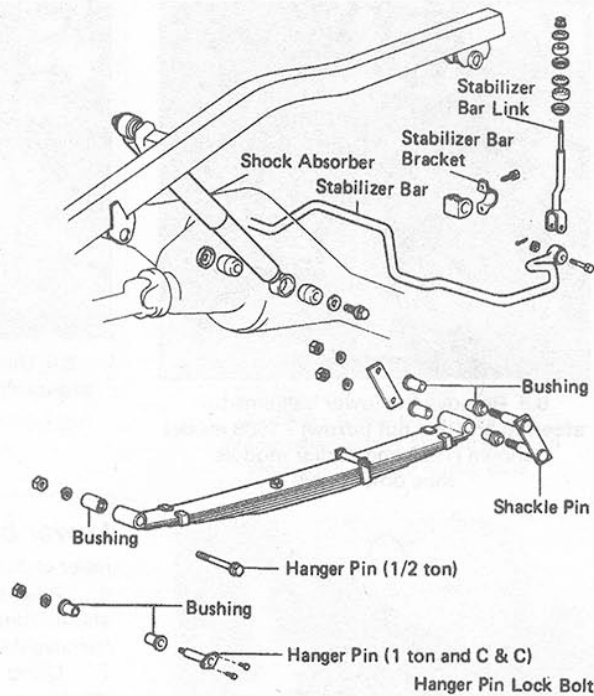 Stabilizer
Bar Link
Stabilizer Bar
Bracket
Shock Absorber
Stabilizer Bar
Bushing
Shackle Pin
Bushing
Hanger Pin (1/2 ton)
Bushing
Hanger Pin (1 ton and C & C)
Hanger Pin Lock Bolt